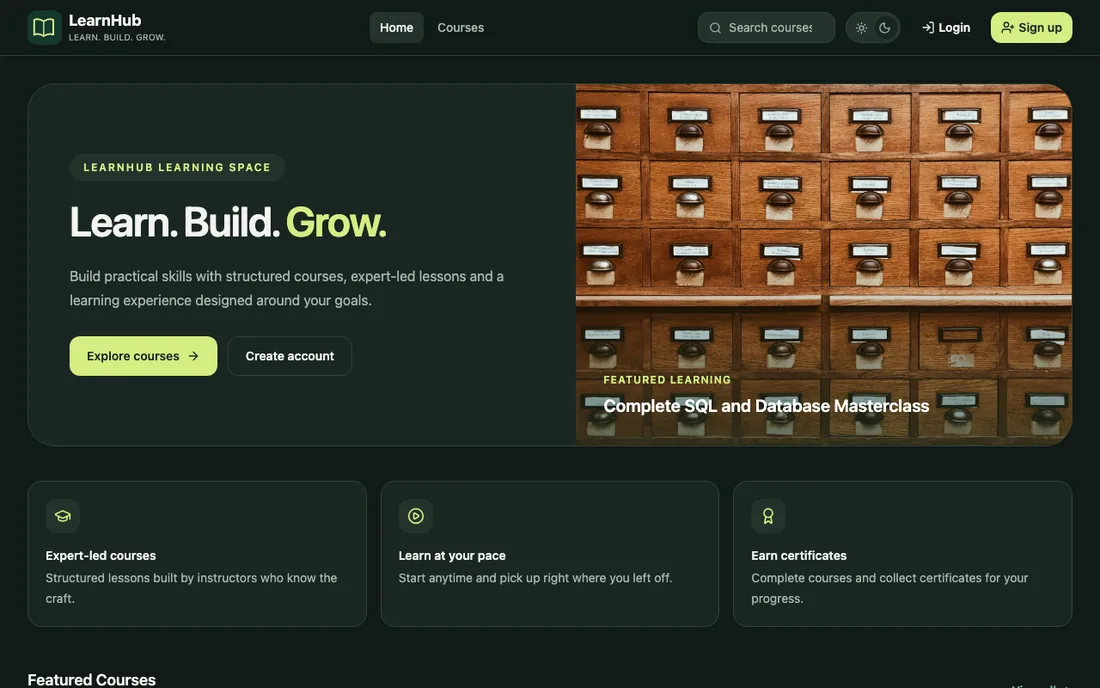 LearnHub
LEARN. BUILD. GROW.
Home
Courses
Search courses
Login
Sign up
LEARNHUB LEARNING SPACE
Learn. Build. Grow.
Build practical skills with structured courses, expert-led lessons and a
learning experience designed around your goals.
Explore courses
Create account
FEATURED LEARNING
Complete SQL and Database Masterclass
Expert-led courses
Structured lessons built by instructors who know the
craft.
Learn at your pace
Start anytime and pick up right where you left off.
Earn certificates
Complete courses and collect certificates for your
progress.
Featured Courses